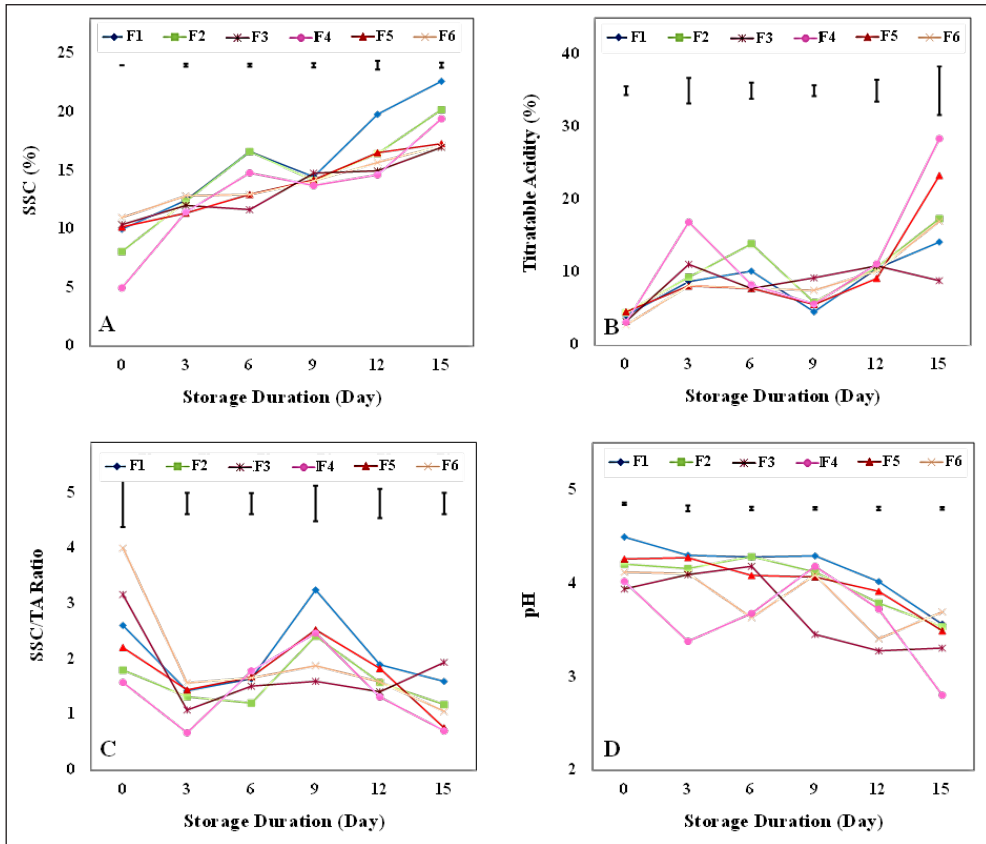 F1 F2 F3 F4 F5 F6
25
20
15
10
5
0
SSC (%)
A
0 3 6 9 12 15
Storage Duration (Day)
F1 F2 F3 F4 F5 F6
40
30
20
10
0
Titratable Acidity (%)
B
0 3 6 9 12 15
Storage Duration (Day)
F1 F2 F3 F4 F5 F6
5
4
3
2
1
0
SSC/TA Ratio
C
0 3 6 9 12 15
Storage Duration (Day)
F1 F2 F3 F4 F5 F6
5
4
3
2
pH
D
0 3 6 9 12 15
Storage Duration (Day)